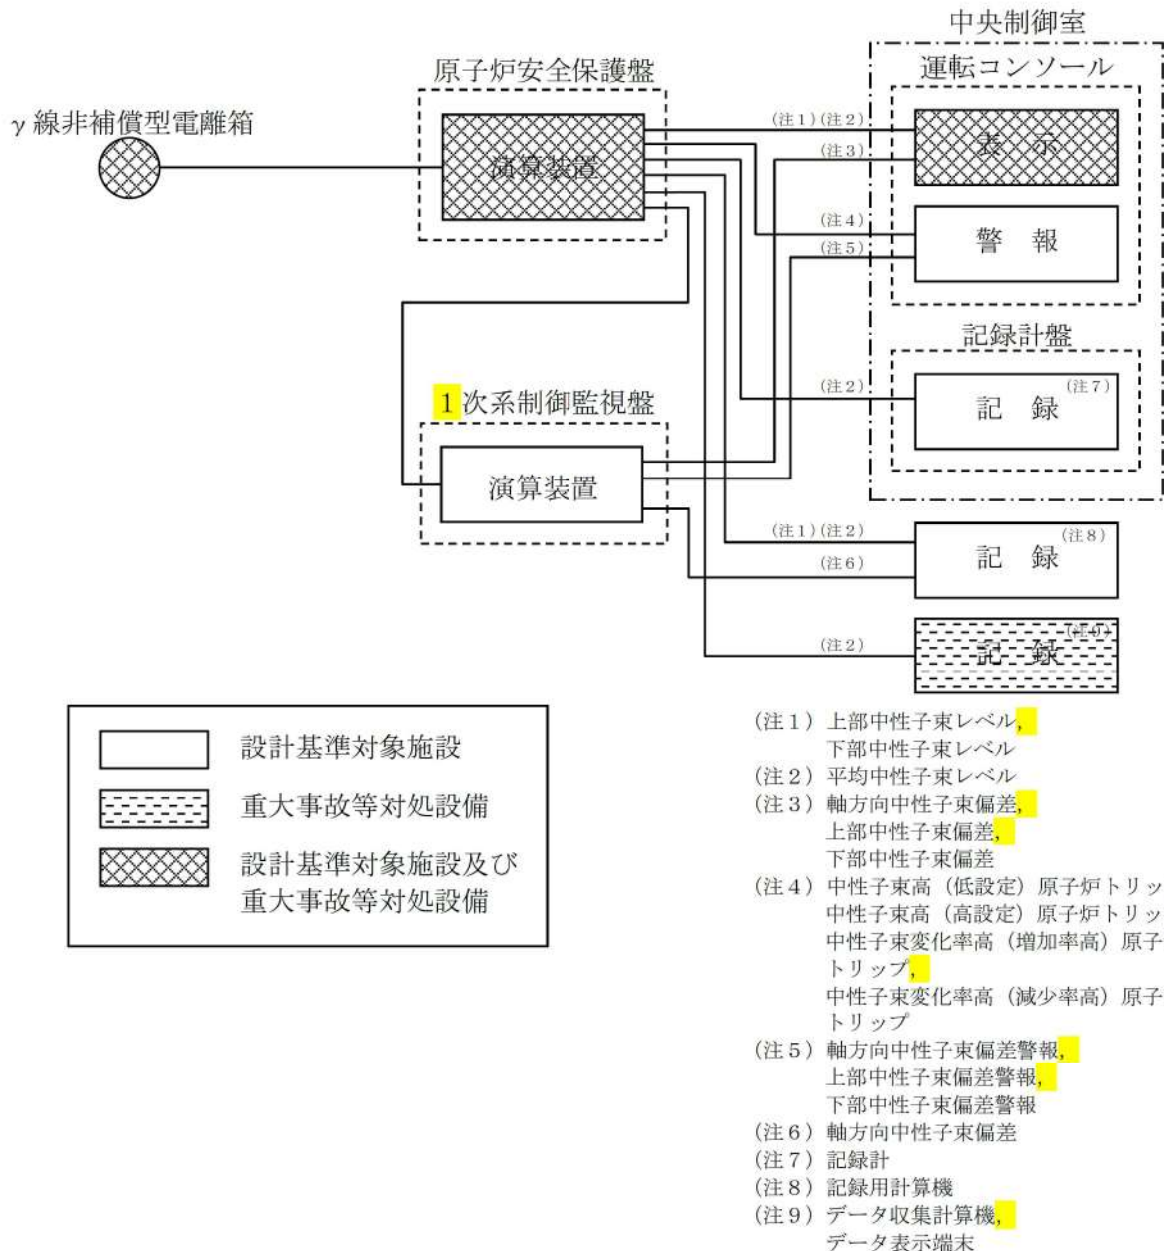 中央制御室
原子炉安全保護盤
運転コンソール
γ線非補償型電離箱
演算装置
(注1)(注2)
表 示
(注3)
(注4)
警 報
(注5)
記録計盤
(注2)
記 録
(注7)
1次系制御監視盤
演算装置
(注1)(注2)
記 録
(注8)
(注6)
(注2)
記 録
(注9)
設計基準対象施設
重大事故等対処設備
設計基準対象施設及び
重大事故等対処設備
(注1) 上部中性子束レベル,
下部中性子束レベル
(注2) 平均中性子束レベル
(注3) 軸方向中性子束偏差,
上部中性子束偏差,
下部中性子束偏差
(注4) 中性子束高(低設定)原子炉トリッ
中性子束高(高設定)原子炉トリッ
中性子束変化率高(増加率高)原子
トリップ,
中性子束変化率高(減少率高)原子
トリップ
(注5) 軸方向中性子束偏差警報,
上部中性子束偏差警報,
下部中性子束偏差警報
(注6) 軸方向中性子束偏差
(注7) 記録計
(注8) 記録用計算機
(注9) データ収集計算機,
データ表示端末